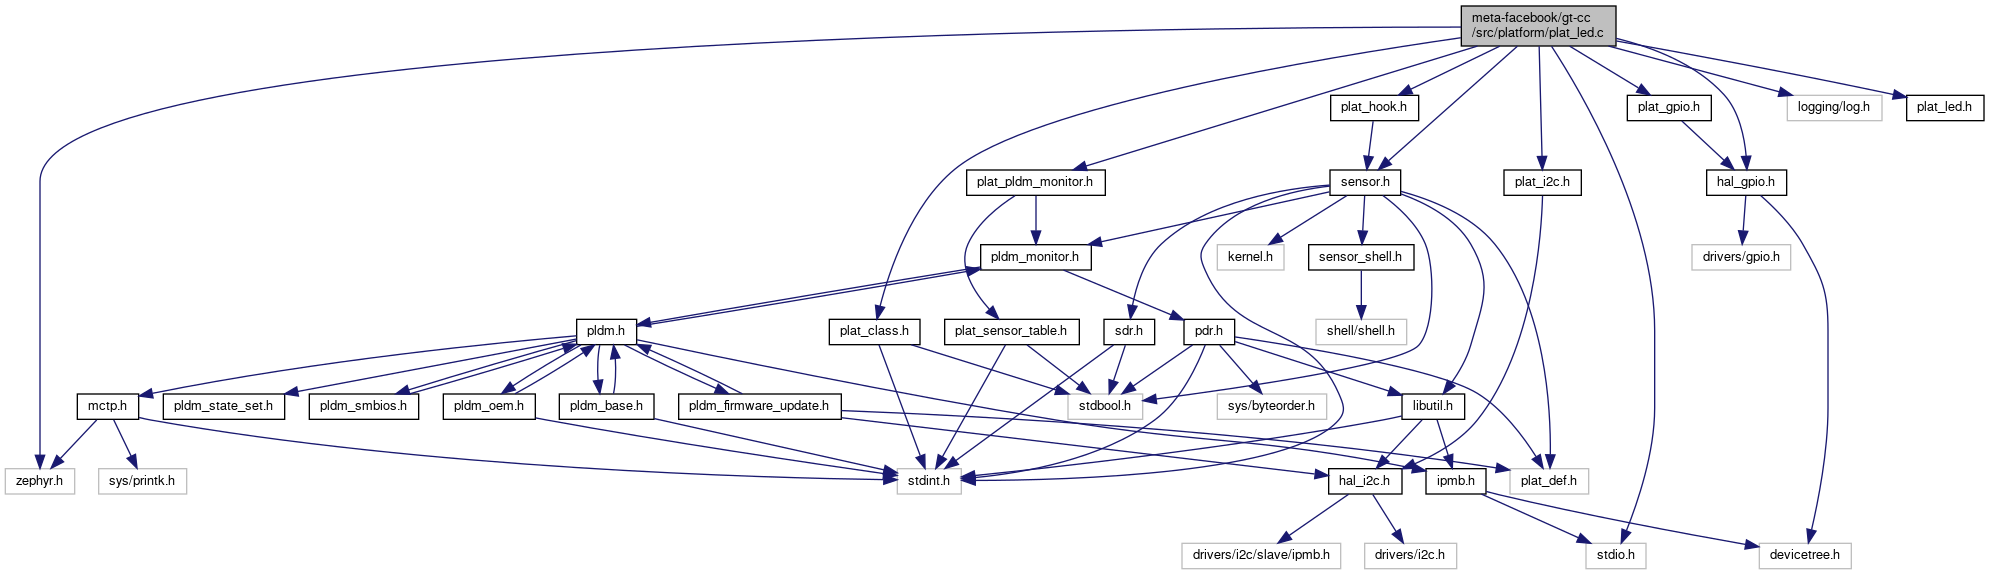 meta-facebook/gt-cc
/src/platform/plat_led.c
plat_hook.h
plat_gpio.h
logging/log.h
plat_led.h
plat_pldm_monitor.h
sensor.h
plat_i2c.h
hal_gpio.h
pldm_monitor.h
kernel.h
sensor_shell.h
drivers/gpio.h
pldm.h
plat_class.h
plat_sensor_table.h
sdr.h
pdr.h
shell/shell.h
mctp.h
pldm_state_set.h
pldm_smbios.h
pldm_oem.h
pldm_base.h
pldm_firmware_update.h
stdbool.h
sys/byteorder.h
libutil.h
zephyr.h
sys/printk.h
stdint.h
hal_i2c.h
ipmb.h
plat_def.h
drivers/i2c/slave/ipmb.h
drivers/i2c.h
stdio.h
devicetree.h